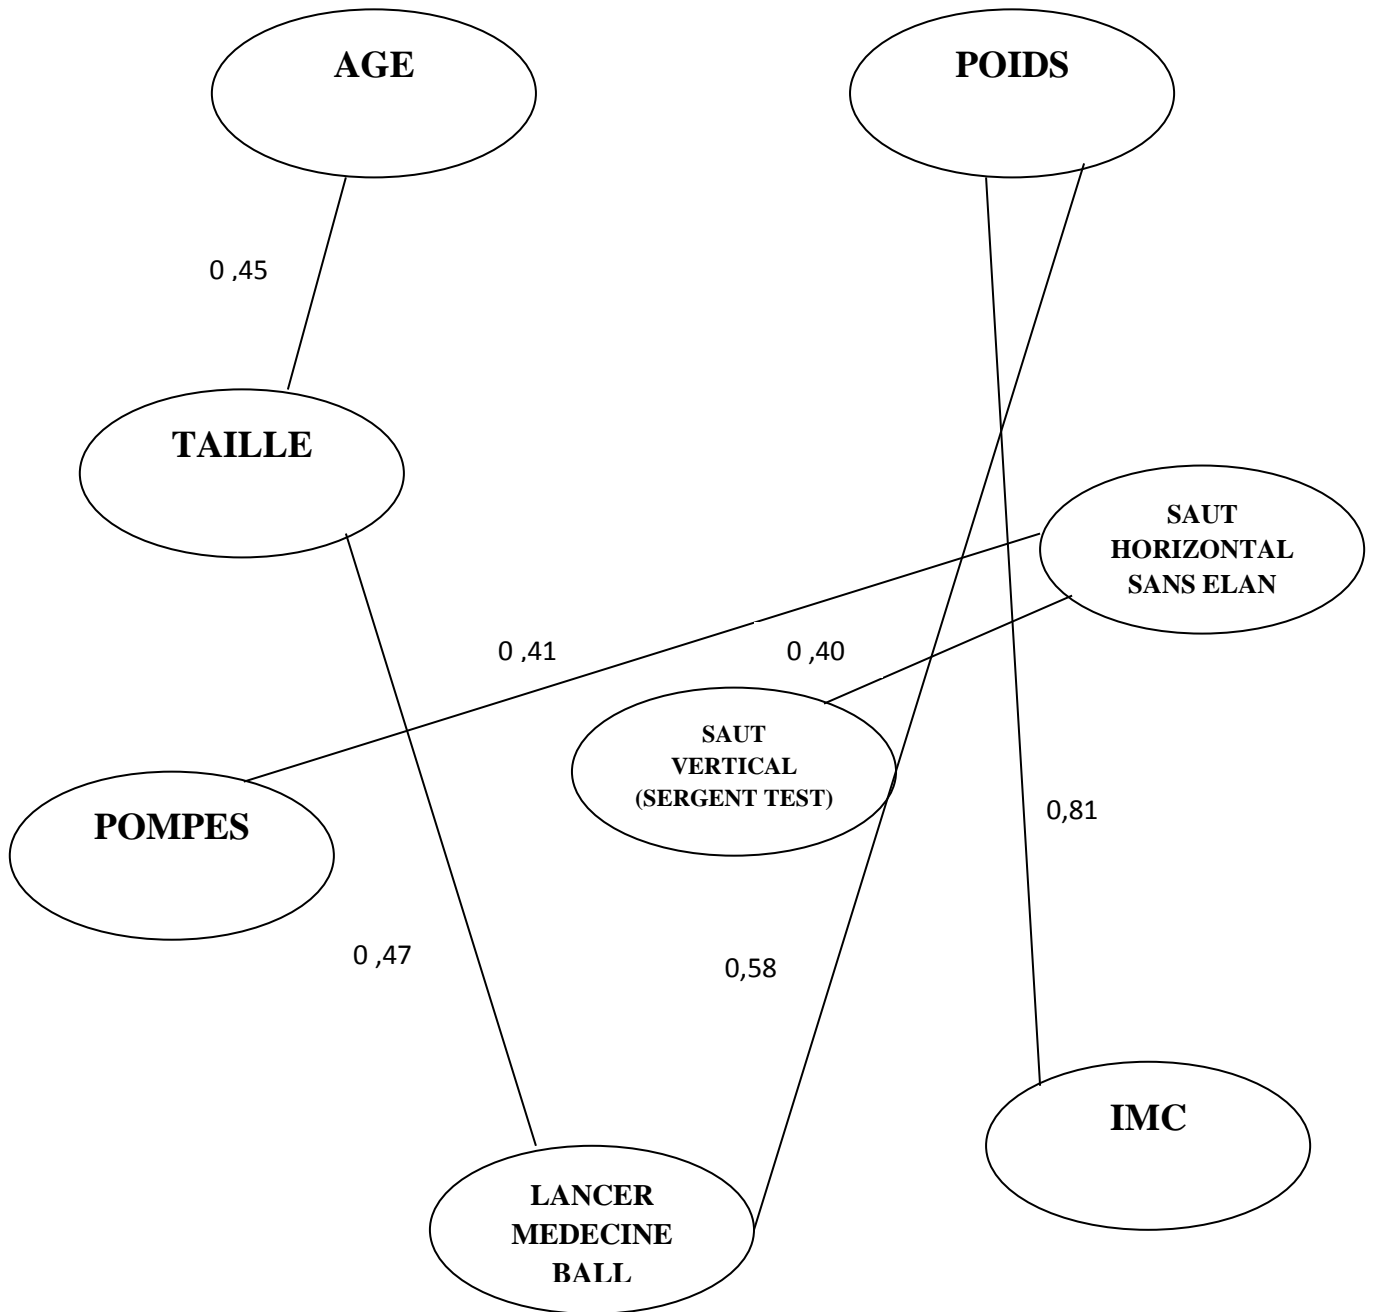 AGE
POIDS
0 ,45
TAILLE
SAUT
HORIZONTAL
SANS ELAN
0 ,41
0 ,40
SAUT
VERTICAL
(SERGENT TEST)
POMPES
0,81
0 ,47
0,58
IMC
LANCER
MEDECINE
BALL